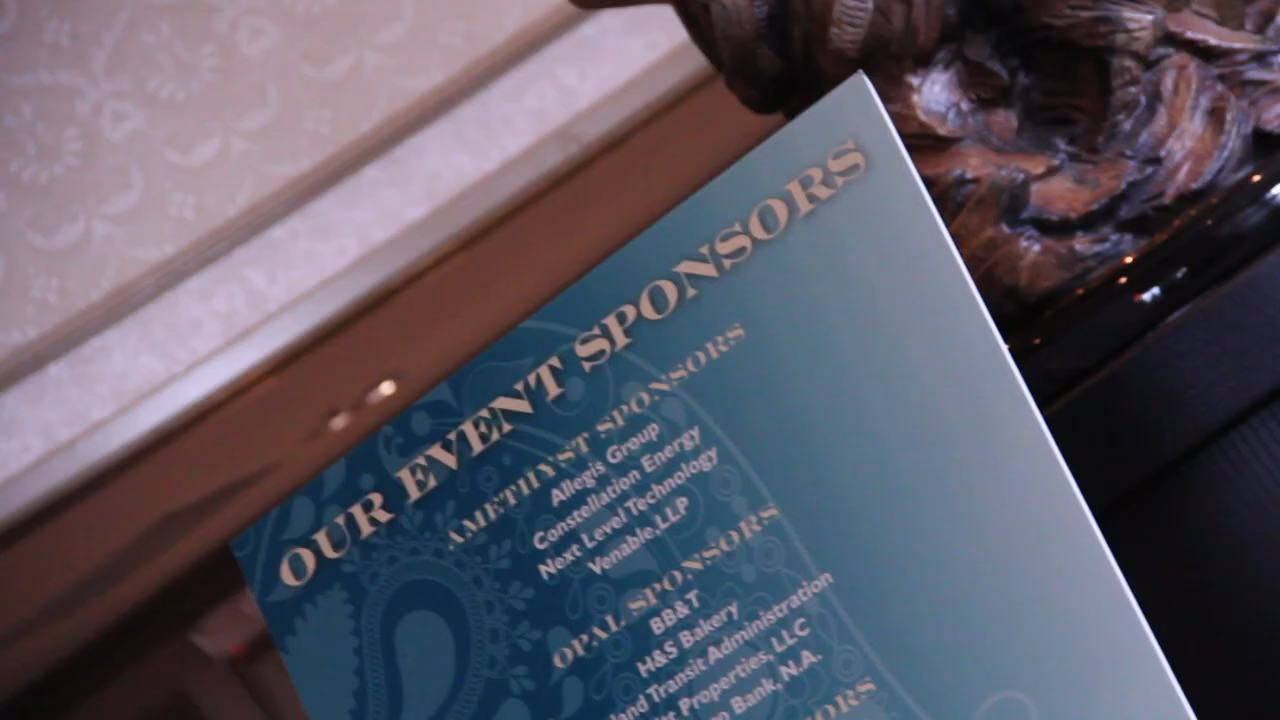 OUR EVENT SPONSORS
AMETHYST SPONSORS
Allegis Group
Constellation Energy
Next Level Technology
Venable, LLP
OPAL SPONSORS
BB&T
H&S Bakery
Transit Administration
Properties, LLC
Bank, N.A.